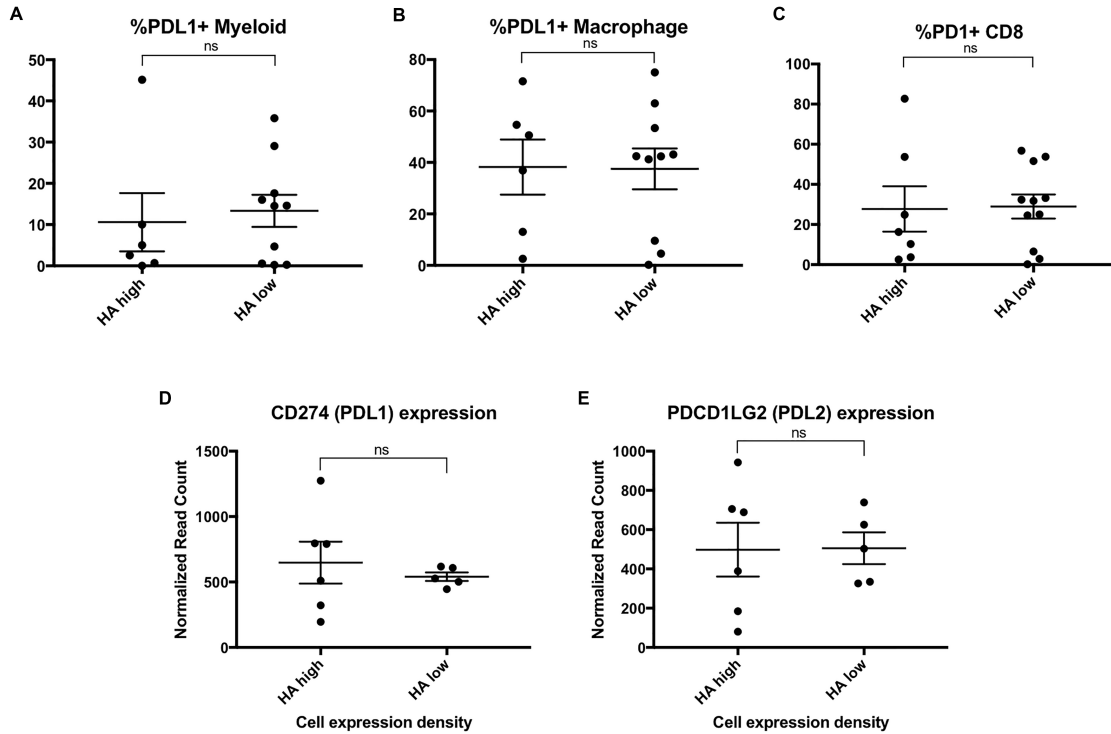 A
%PDL1+ Myeloid
ns
50
40
30
20
10
0
HA high
HA low
B
%PDL1+ Macrophage
ns
80
60
40
20
0
HA high
HA low
C
%PD1+ CD8
ns
100
80
60
40
20
0
HA high
HA low
D
CD274 (PDL1) expression
ns
Normalized Read Count
1500
1000
500
0
HA high
HA low
Cell expression density
E
PDCD1LG2 (PDL2) expression
ns
Normalized Read Count
1000
800
600
400
200
0
HA high
HA low
Cell expression density